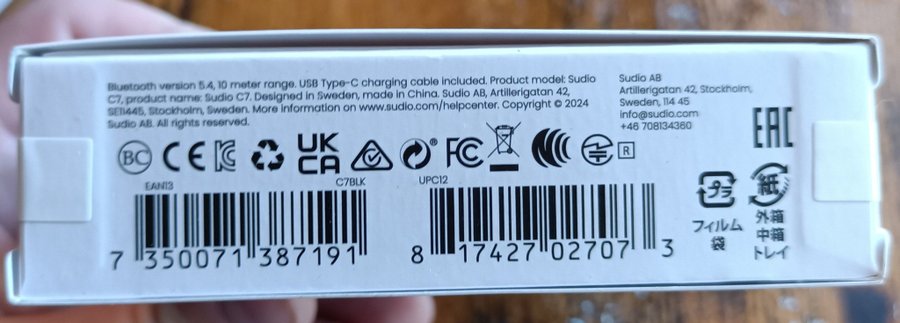 Bluetooth version 5.4, 10 meter range. USB Type-C charging cable included. Product model: Sudio
C7, product name: Sudio C7. Designed in Sweden, made in China. Sudio AB, Artillerigatan 42,
SE11445, Stockholm, Sweden. More information on www.sudio.com/helpcenter. Copyright © 2024
Sudio AB. All rights reserved.
Sudio AB
Artillerigatan 42, Stockholm,
Sweden, 114 45
info@sudio.com
+46 708134360
EAC
BC CE KC UK CA ® FC R
EAN13 C7BLK
7 350071 387191
UPC12
8 17427 02707 3
プラ
フィルム
袋
紙
外箱
中箱
トレイ